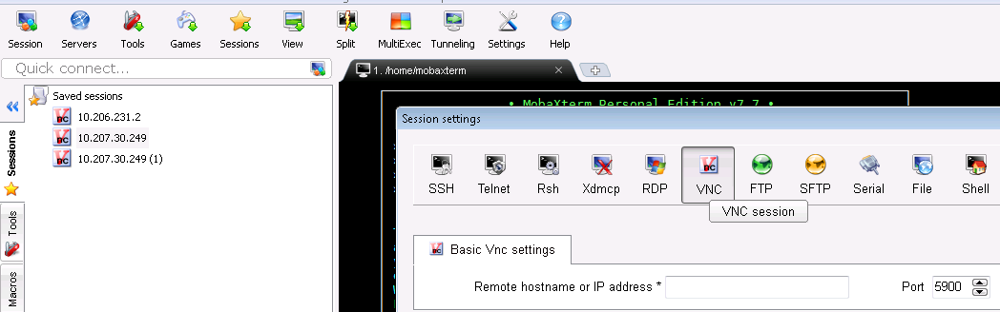 Session Servers Tools Games Sessions View Split MultiExec Tunneling Settings Help
Quick connect...
1. /home/mobaxterm
Sessions
Tools
Macros
Saved sessions
10.206.231.2
10.207.30.249
10.207.30.249 (1)
• MobaXterm Personal Edition v7.7 •
Session settings
SSH Telnet Rsh Xdmcp RDP VNC FTP SFTP Serial File Shell
VNC session
Basic Vnc settings
Remote hostname or IP address * Port 5900